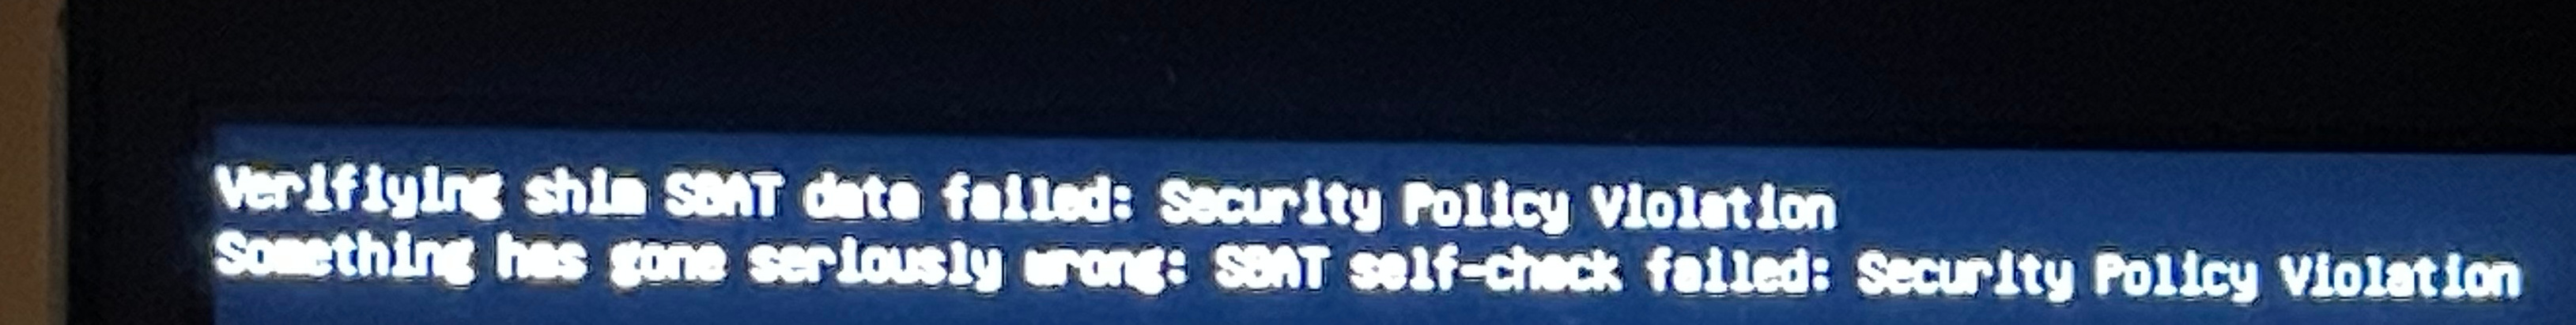 Verifiying shim SBAT data failed: Security Policy Violation
Something has gone seriously wrong: SBAT self-check failed: Security Policy Violation